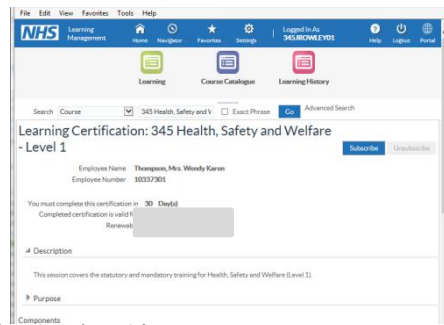 File Edit View Favorites Tools Help
NHS Learning Management Home Navigator Favorites Settings Logged In As 345JROWLEY01 Help Logout Portal
Learning Course Catalogue Learning History
Search Course 345 Health, Safety and V Exact Phrase Go Advanced Search
Learning Certification: 345 Health, Safety and Welfare
- Level 1
Subscribe Unsubscribe
Employee Name Thompson, Mrs. Wendy Karen
Employee Number 10337301
You must complete this certification in 30 Day(s)
Completed certification is valid f
Renewab
Description
This session covers the statutory and mandatory training for Health, Safety and Welfare (Level 1).
Purpose
Components